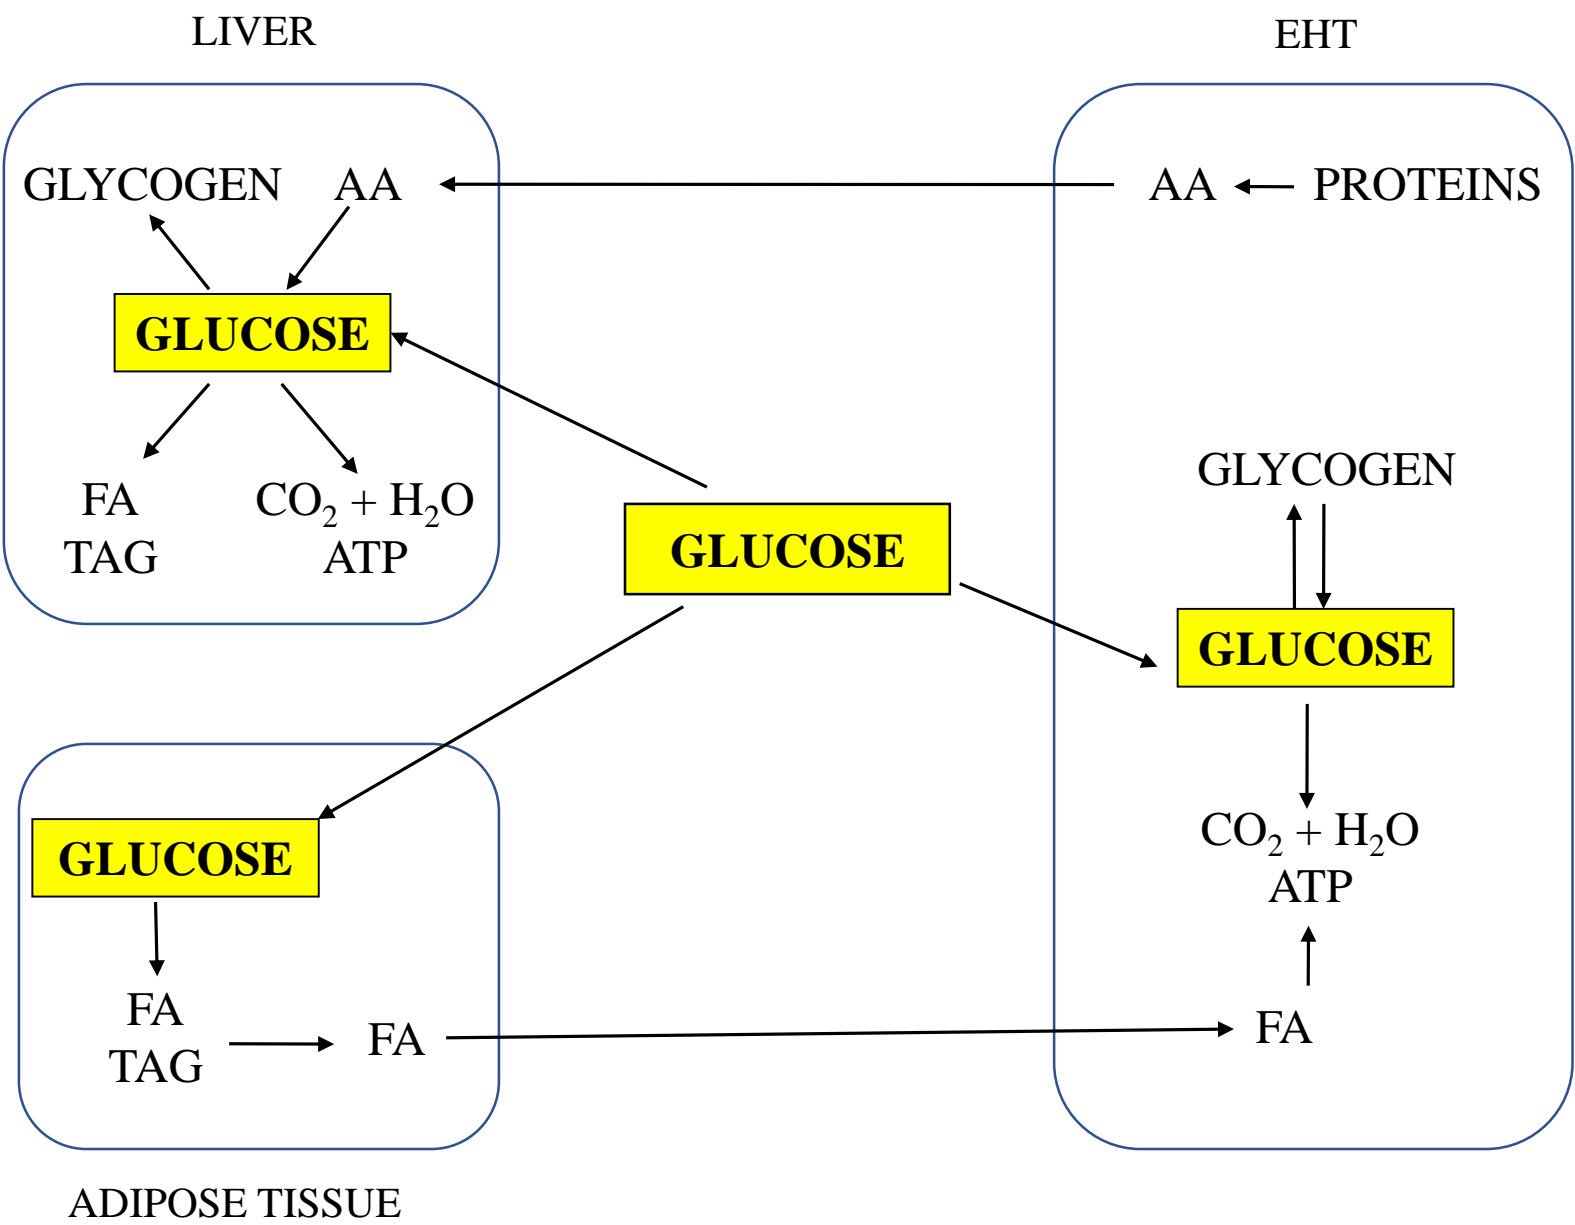 LIVER
EHT
GLYCOGEN AA
AA PROTEINS
GLUCOSE
FA
TAG
CO₂ + H₂O
ATP
GLUCOSE
GLYCOGEN
GLUCOSE
CO₂ + H₂O
ATP
FA
GLUCOSE
FA
TAG
FA
ADIPOSE TISSUE